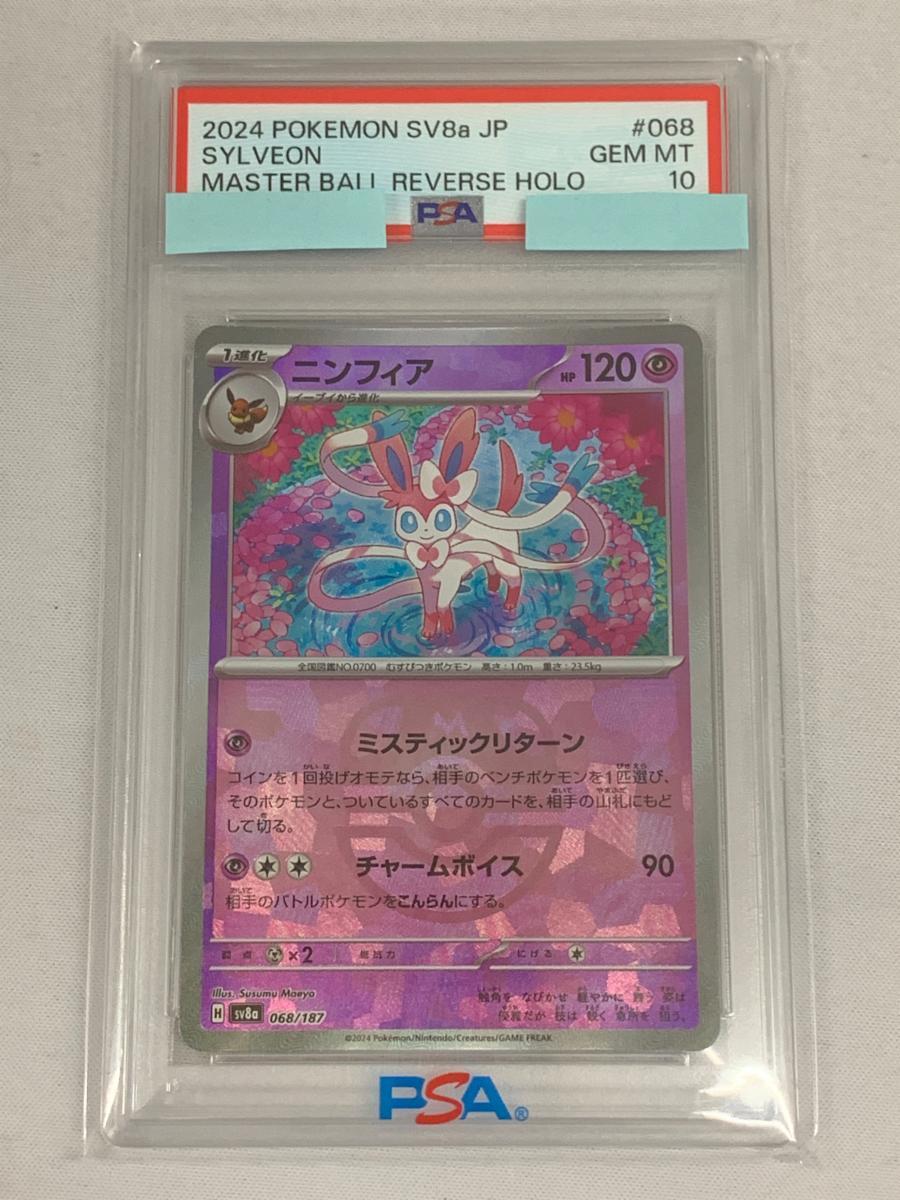 2024 POKEMON SV8a JP #068
SYLVEON GEM MT
MASTER BALL REVERSE HOLO 10
PSA
1進化
ニンフィア HP 120
イーブイから進化
全国図鑑NO.0700 むすびつきポケモン 高さ:1.0m 重さ:23.5kg
ミスティックリターン
コインを1回投げオモテなら、相手のベンチポケモンを1匹選び、
そのポケモンと、ついているすべてのカードを、相手の山札にもど
して切る。
チャームボイス 90
相手のバトルポケモンをこんらんにする。
弱点 ×2 抵抗力 にげる
Illus. Susumu Maeya
H SV8a 068/187
触角を なびかせ 軽やかに 舞う 姿は
優雅だが 技は 鋭く 急所を 狙う。
©2024 Pokémon/Nintendo/Creatures/GAME FREAK
PSA®